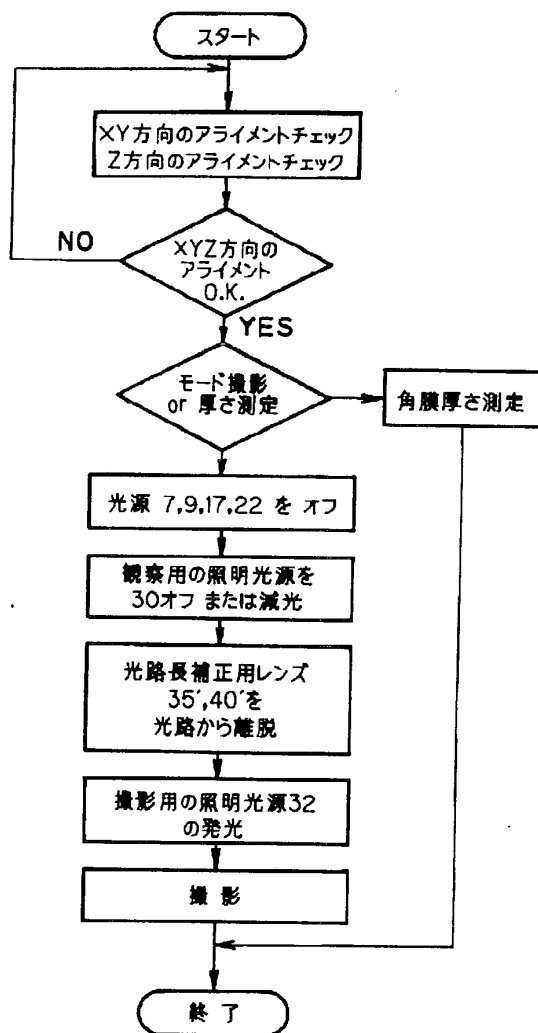 スタート
XY方向のアライメントチェック
Z方向のアライメントチェック
NO
XYZ方向の
アライメント
O.K.
YES
モード撮影
or 厚さ測定
角膜厚さ測定
光源 7,9,17,22 を オフ
観察用の照明光源を
30オフ または減光
光路長補正用レンズ
35′,40′を
光路から離脱
撮影用の照明光源32
の発光
撮 影
終 了